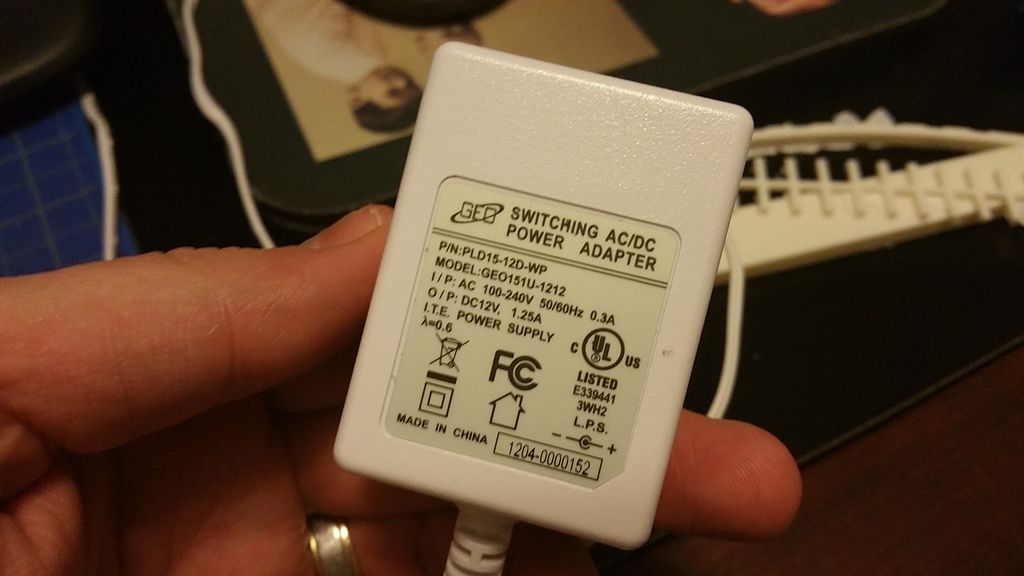 GEO
SWITCHING AC/DC
POWER ADAPTER
P/N:PLD15-12D-WP
MODEL:GEO151U-1212
I / P: AC 100-240V 50/60Hz 0.3A
O / P: DC12V, 1.25A
I.T.E. POWER SUPPLY
λ=0.6
C UL US
LISTED
E339441
3WH2
L.P.S.
FC
MADE IN CHINA
- +
1204-0000152